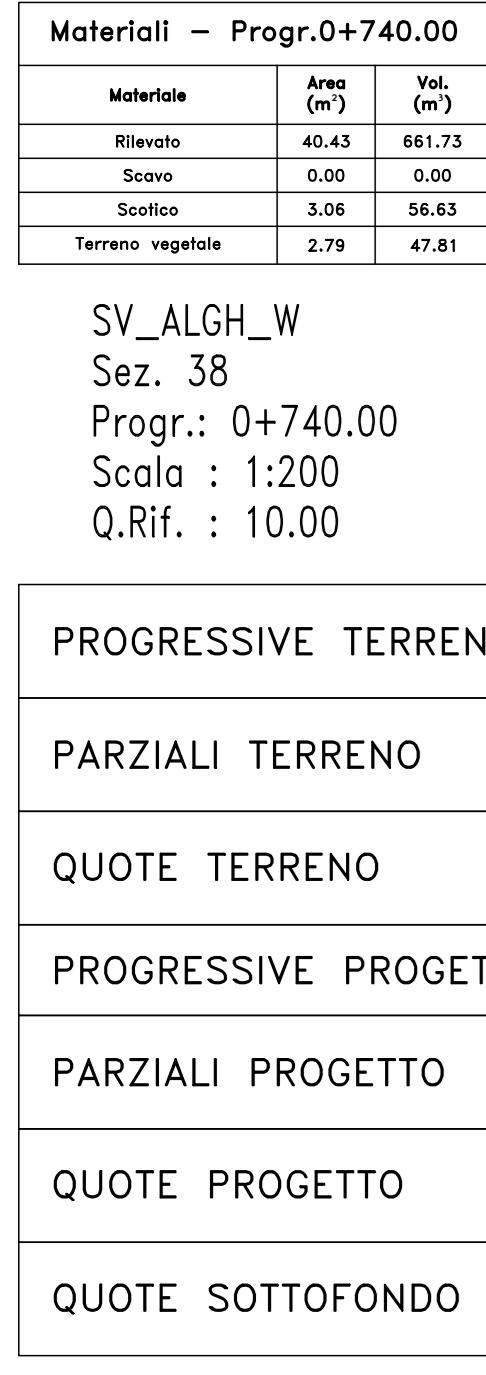 Materiali - Progr.0+740.00
Materiale Area (m²) Vol. (m³)
Rilevato 40.43 661.73
Scavo 0.00 0.00
Scotico 3.06 56.63
Terreno vegetale 2.79 47.81
SV_ALGH_W
Sez. 38
Progr.: 0+740.00
Scala : 1:200
Q.Rif. : 10.00
PROGRESSIVE TERREN
PARZIALI TERRENO
QUOTE TERRENO
PROGRESSIVE PROGET
PARZIALI PROGETTO
QUOTE PROGETTO
QUOTE SOTTOFONDO